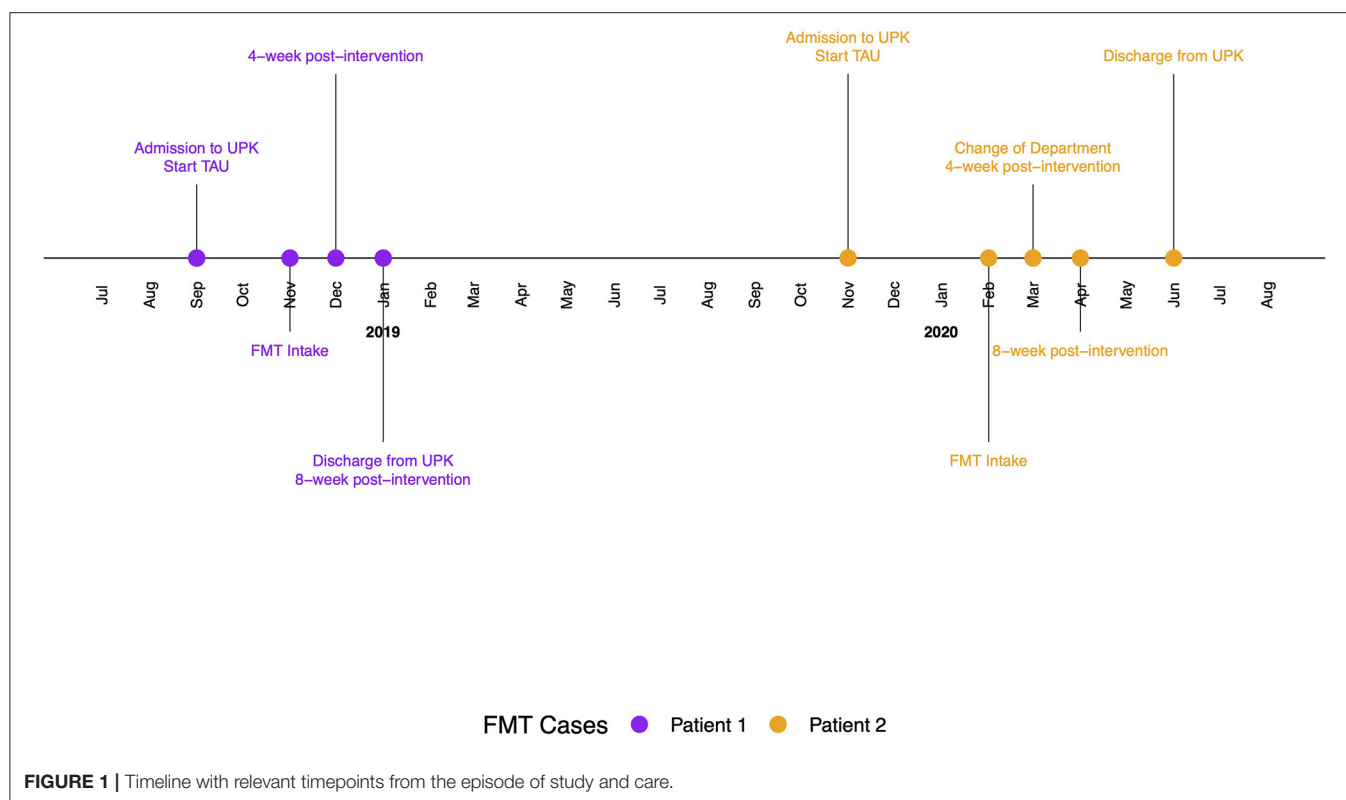 Admission to UPK
Start TAU
4–week post–intervention
Admission to UPK
Start TAU
Discharge from UPK
Change of Department
4–week post–intervention
Jul
Aug
Sep
Oct
Nov
Dec
Jan
Feb
Mar
Apr
May
Jun
Jul
Aug
Sep
Oct
Nov
Dec
Jan
Feb
Mar
Apr
May
Jun
Jul
Aug
2019
2020
FMT Intake
8–week post–intervention
Discharge from UPK
8–week post–intervention
FMT Intake
FMT Cases Patient 1 Patient 2
FIGURE 1 | Timeline with relevant timepoints from the episode of study and care.